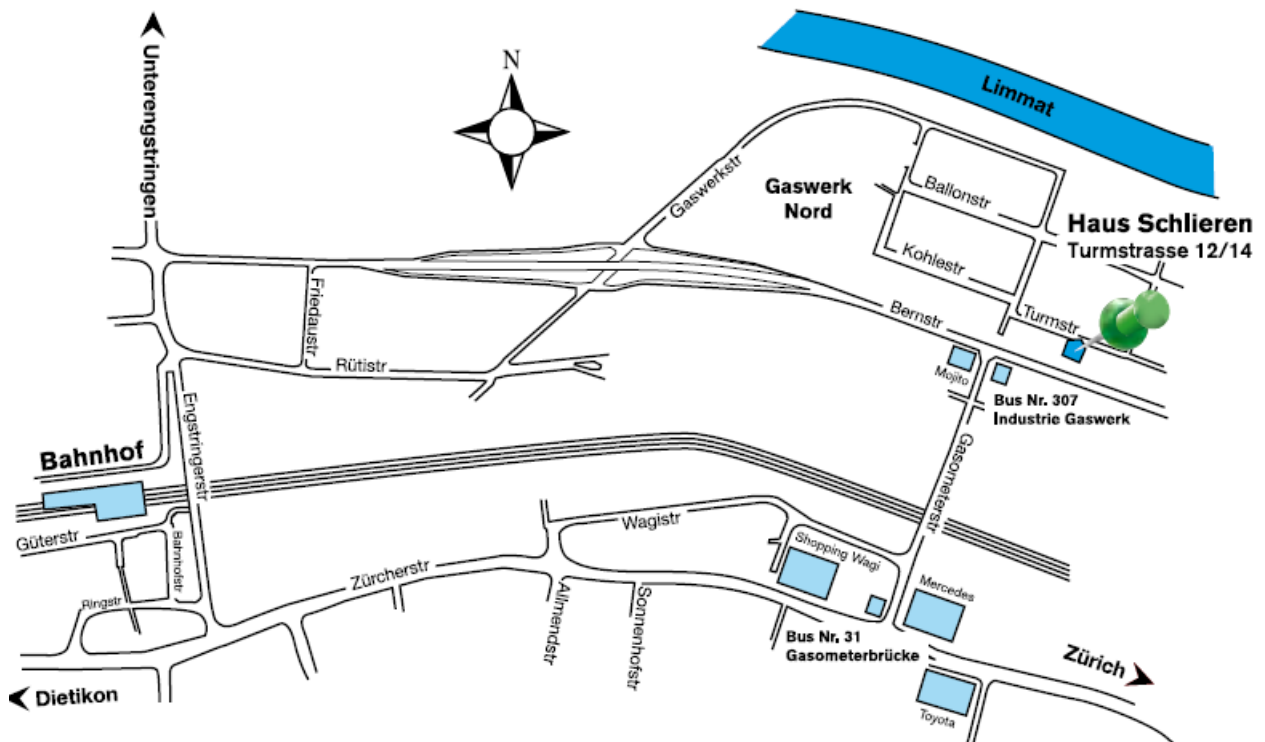 Unterengstringen
N
Limmat
Gaswerkstr
Gaswerk
Nord
Ballonstr
Haus Schlieren
Turmstrasse 12/14
Kohlestr
Friedaustr
Bernstr
Turmstr
Rütistr
Mojito
Bus Nr. 307
Industrie Gaswerk
Engstringerstr
Bahnhof
Gasometerstr
Güterstr
Bahnhofstr
Wagistr
Shopping Wagi
Zürcherstr
Mercedes
Ringstr
Allmendstr
Sonnenhofstr
Bus Nr. 31
Gasometerbrücke
Zürich
Dietikon
Toyota